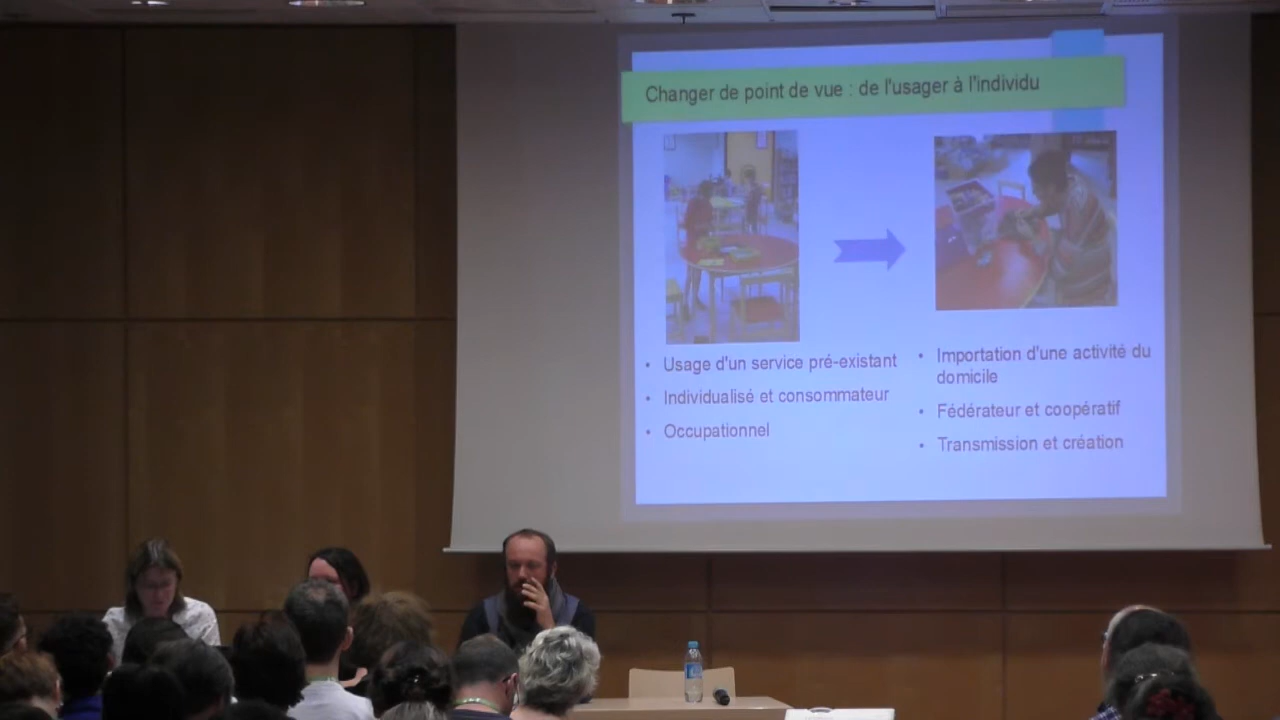 Changer de point de vue : de l'usager à l'individu
• Usage d'un service pré-existant
• Individualisé et consommateur
• Occupationnel
• Importation d'une activité du
domicile
• Fédérateur et coopératif
• Transmission et création